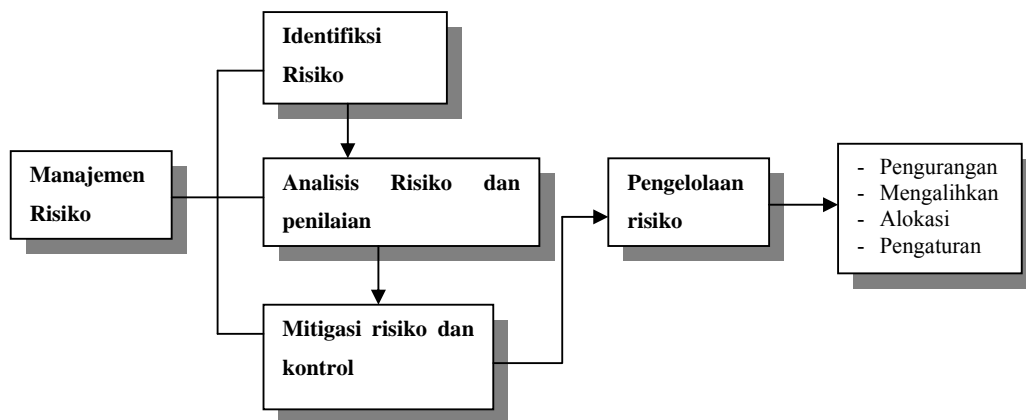 Identifiksi
Risiko
Manajemen
Risiko
Analisis Risiko dan
penilaian
Mitigasi risiko dan
kontrol
Pengelolaan
risiko
- Pengurangan
- Mengalihkan
- Alokasi
- Pengaturan